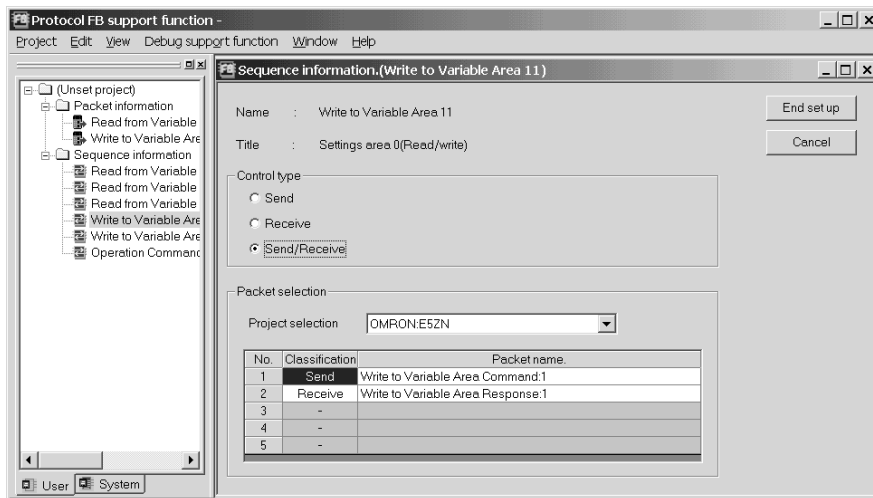 Protocol FB support function -
Project Edit View Debug support function Window Help
(Unset project)
Packet information
Read from Variable
Write to Variable Are
Sequence information
Read from Variable
Read from Variable
Read from Variable
Write to Variable Are
Write to Variable Are
Operation Command
User System
Sequence information.(Write to Variable Area 11)
Name : Write to Variable Area 11
Title : Settings area 0(Read/write)
End set up
Cancel
Control type
Send
Receive
Send/Receive
Packet selection
Project selection OMRON:E5ZN
No. Classification Packet name.
1 Send Write to Variable Area Command:1
2 Receive Write to Variable Area Response:1
3 -
4 -
5 -